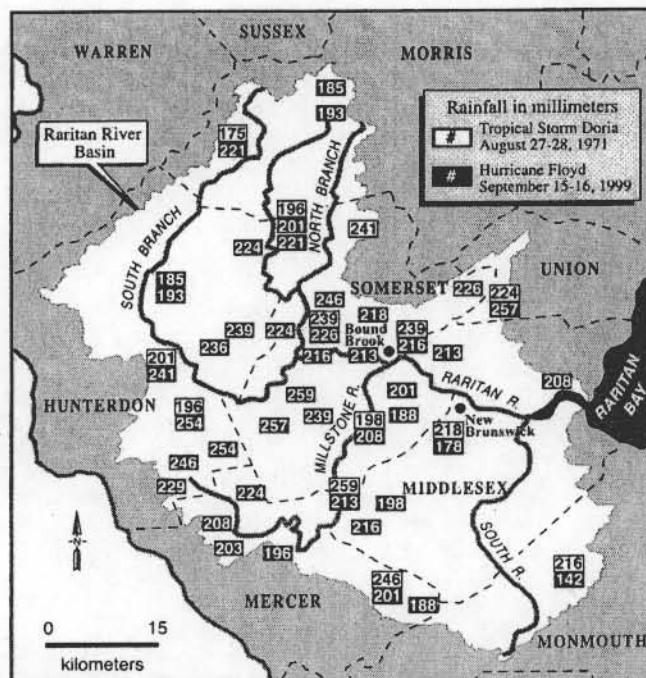 SUSSEX
WARREN
MORRIS
Rainfall in millimeters
# Tropical Storm Doria
August 27-28, 1971
# Hurricane Floyd
September 15-16, 1999
Raritan River
Basin
185
193
175
221
SOUTH BRANCH
NORTH BRANCH
196
201
221
224
241
185
193
SOMERSET
UNION
226
224
257
246
239
226
216
218
Bound
Brook
213
239
216
213
239
236
224
201
241
208
RARITAN R.
RARITAN
BAY
HUNTERDON
196
254
259
239
257
MILLSTONE R.
201
188
198
208
New
Brunswick
218
178
254
246
229
224
259
213
198
216
MIDDLESEX
SOUTH R.
208
203
196
216
142
246
201
188
N
MERCER
MONMOUTH
0 15
kilometers